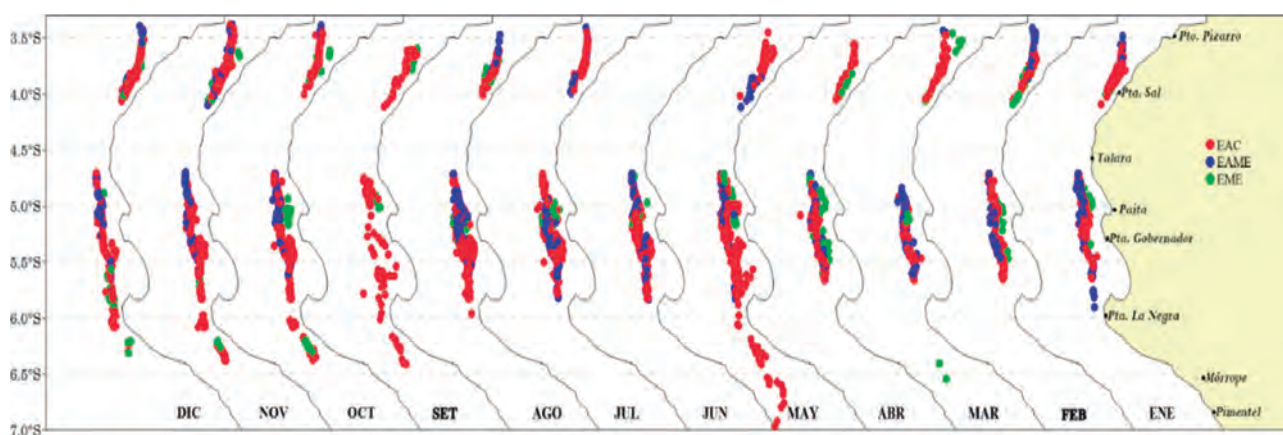 3.5°S
Pto. Pizarro
4.0°S
Pta. Sal
4.5°S
Talara
EAC
EAME
EME
5.0°S
Paita
Pta. Gobernador
5.5°S
6.0°S
Pta. La Negra
6.5°S
Mórrope
DIC NOV OCT SET AGO JUL JUN MAY ABR MAR FEB ENE
Pimentel
7.0°S